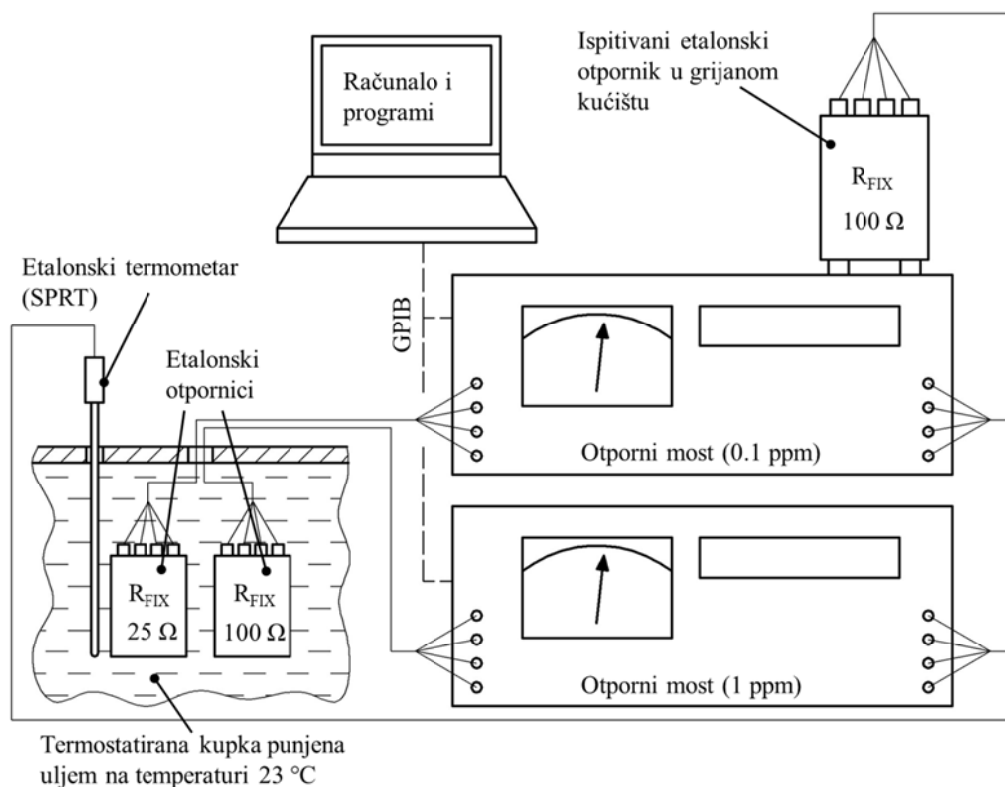 Računalo i
programi
Ispitivani etalonski
otpornik u grijanom
kućištu
R_FIX
100 Ω
Etalonski termometar
(SPRT)
GPIB
Etalonski
otpornici
Otporni most (0.1 ppm)
R_FIX
25 Ω
R_FIX
100 Ω
Otporni most (1 ppm)
Termostatirana kupka punjena
uljem na temperaturi 23 °C